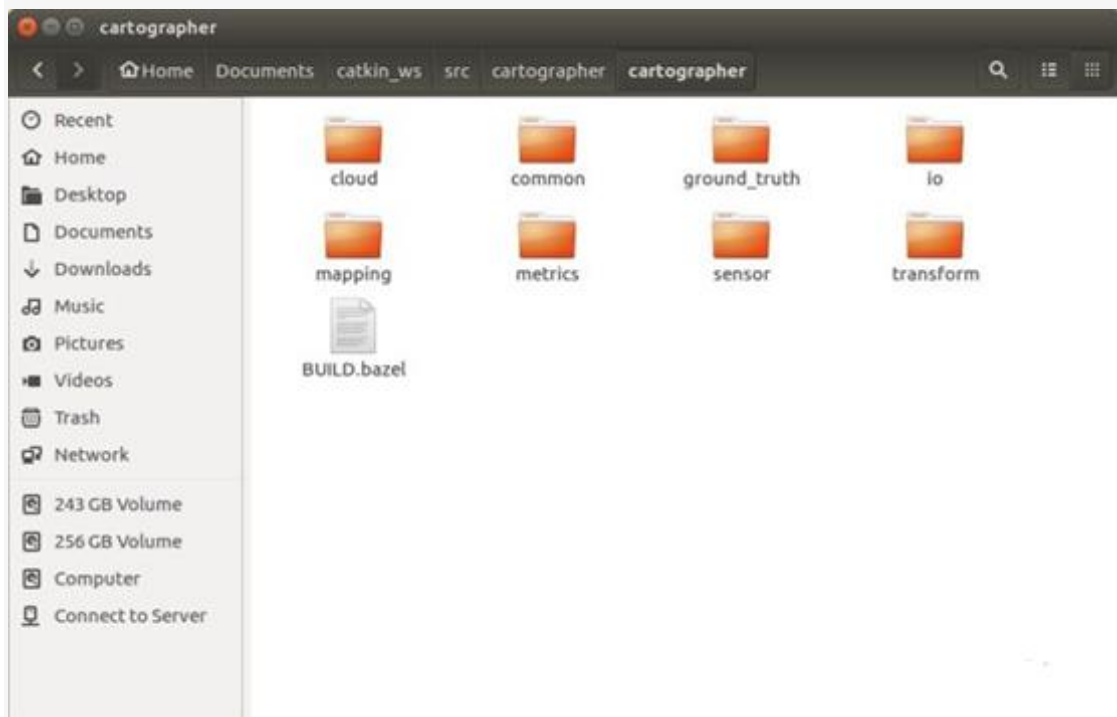 cartographer
Home Documents catkin_ws src cartographer cartographer
Recent
Home
Desktop
Documents
Downloads
Music
Pictures
Videos
Trash
Network
243 GB Volume
256 GB Volume
Computer
Connect to Server
cloud common ground_truth io
mapping metrics sensor transform
BUILD.bazel